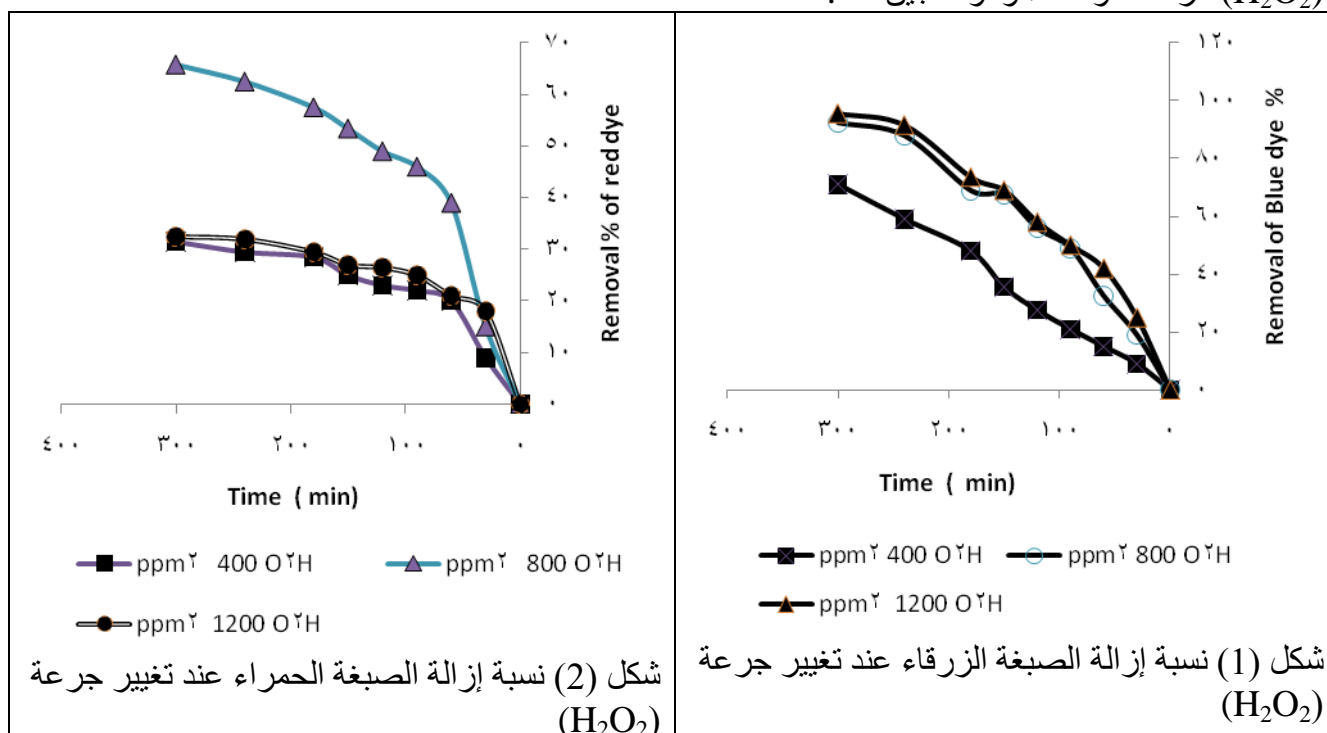 (H₂O₂)
١٢٠
١٠٠
٨٠
٦٠
٤٠
٢٠
٠
Removal of Blue dye %
٤٠٠ ٣٠٠ ٢٠٠ ١٠٠ ٠
Time ( min)
ppm٢ 400 O٢H ppm٢ 800 O٢H
ppm٢ 1200 O٢H
شكل (1) نسبة إزالة الصبغة الزرقاء عند تغيير جرعة
(H₂O₂)
٧٠
٦٠
٥٠
٤٠
٣٠
٢٠
١٠
٠
Removal % of red dye
٤٠٠ ٣٠٠ ٢٠٠ ١٠٠ ٠
Time ( min)
ppm٢ 400 O٢H ppm٢ 800 O٢H
ppm٢ 1200 O٢H
شكل (2) نسبة إزالة الصبغة الحمراء عند تغيير جرعة
(H₂O₂)